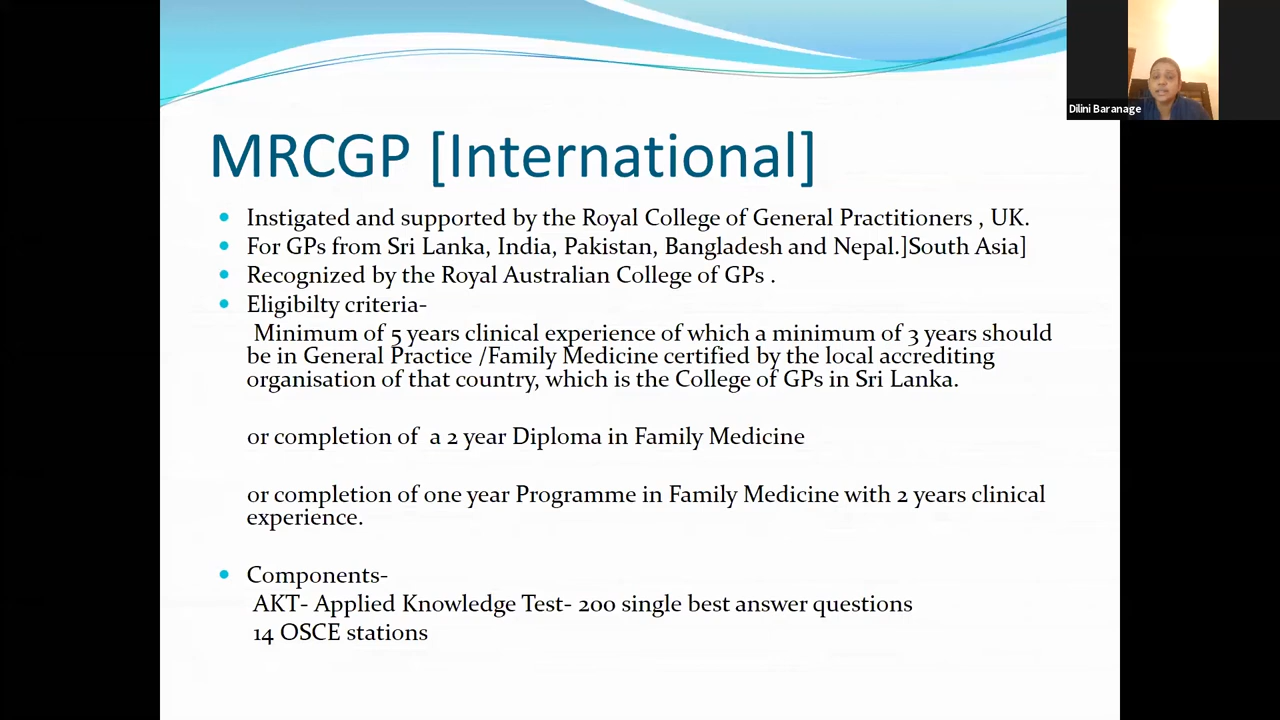 MRCGP [International]
Instigated and supported by the Royal College of General Practitioners , UK.
For GPs from Sri Lanka, India, Pakistan, Bangladesh and Nepal.]South Asia]
Recognized by the Royal Australian College of GPs .
Eligibilty criteria-
Minimum of 5 years clinical experience of which a minimum of 3 years should
be in General Practice /Family Medicine certified by the local accrediting
organisation of that country, which is the College of GPs in Sri Lanka.
or completion of a 2 year Diploma in Family Medicine
or completion of one year Programme in Family Medicine with 2 years clinical
experience.
Components-
AKT- Applied Knowledge Test- 200 single best answer questions
14 OSCE stations
Dilini Baranage